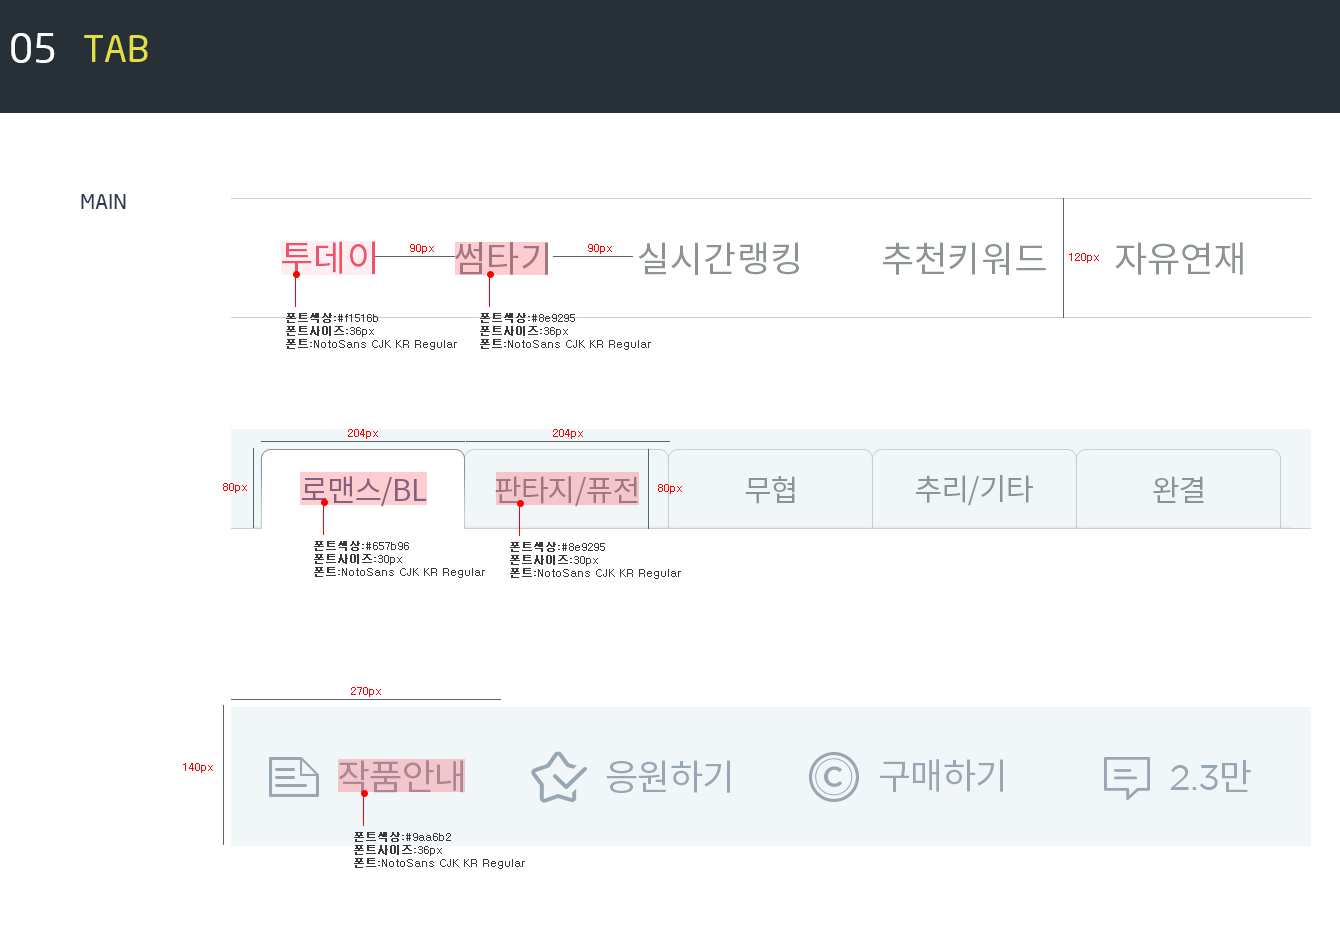 05 TAB
MAIN
투데이 90px 썸타기 90px 실시간랭킹 추천키워드 120px 자유연재
폰트색상:#f1516b
폰트사이즈:36px
폰트:NotoSans CJK KR Regular
폰트색상:#8e9295
폰트사이즈:36px
폰트:NotoSans CJK KR Regular
204px 204px
80px 로맨스/BL 판타지/퓨전 80px 무협 추리/기타 완결
폰트색상:#657b96
폰트사이즈:30px
폰트:NotoSans CJK KR Regular
폰트색상:#8e9295
폰트사이즈:30px
폰트:NotoSans CJK KR Regular
270px
140px 작품안내 응원하기 © 구매하기 2.3만
폰트색상:#9aa6b2
폰트사이즈:36px
폰트:NotoSans CJK KR Regular